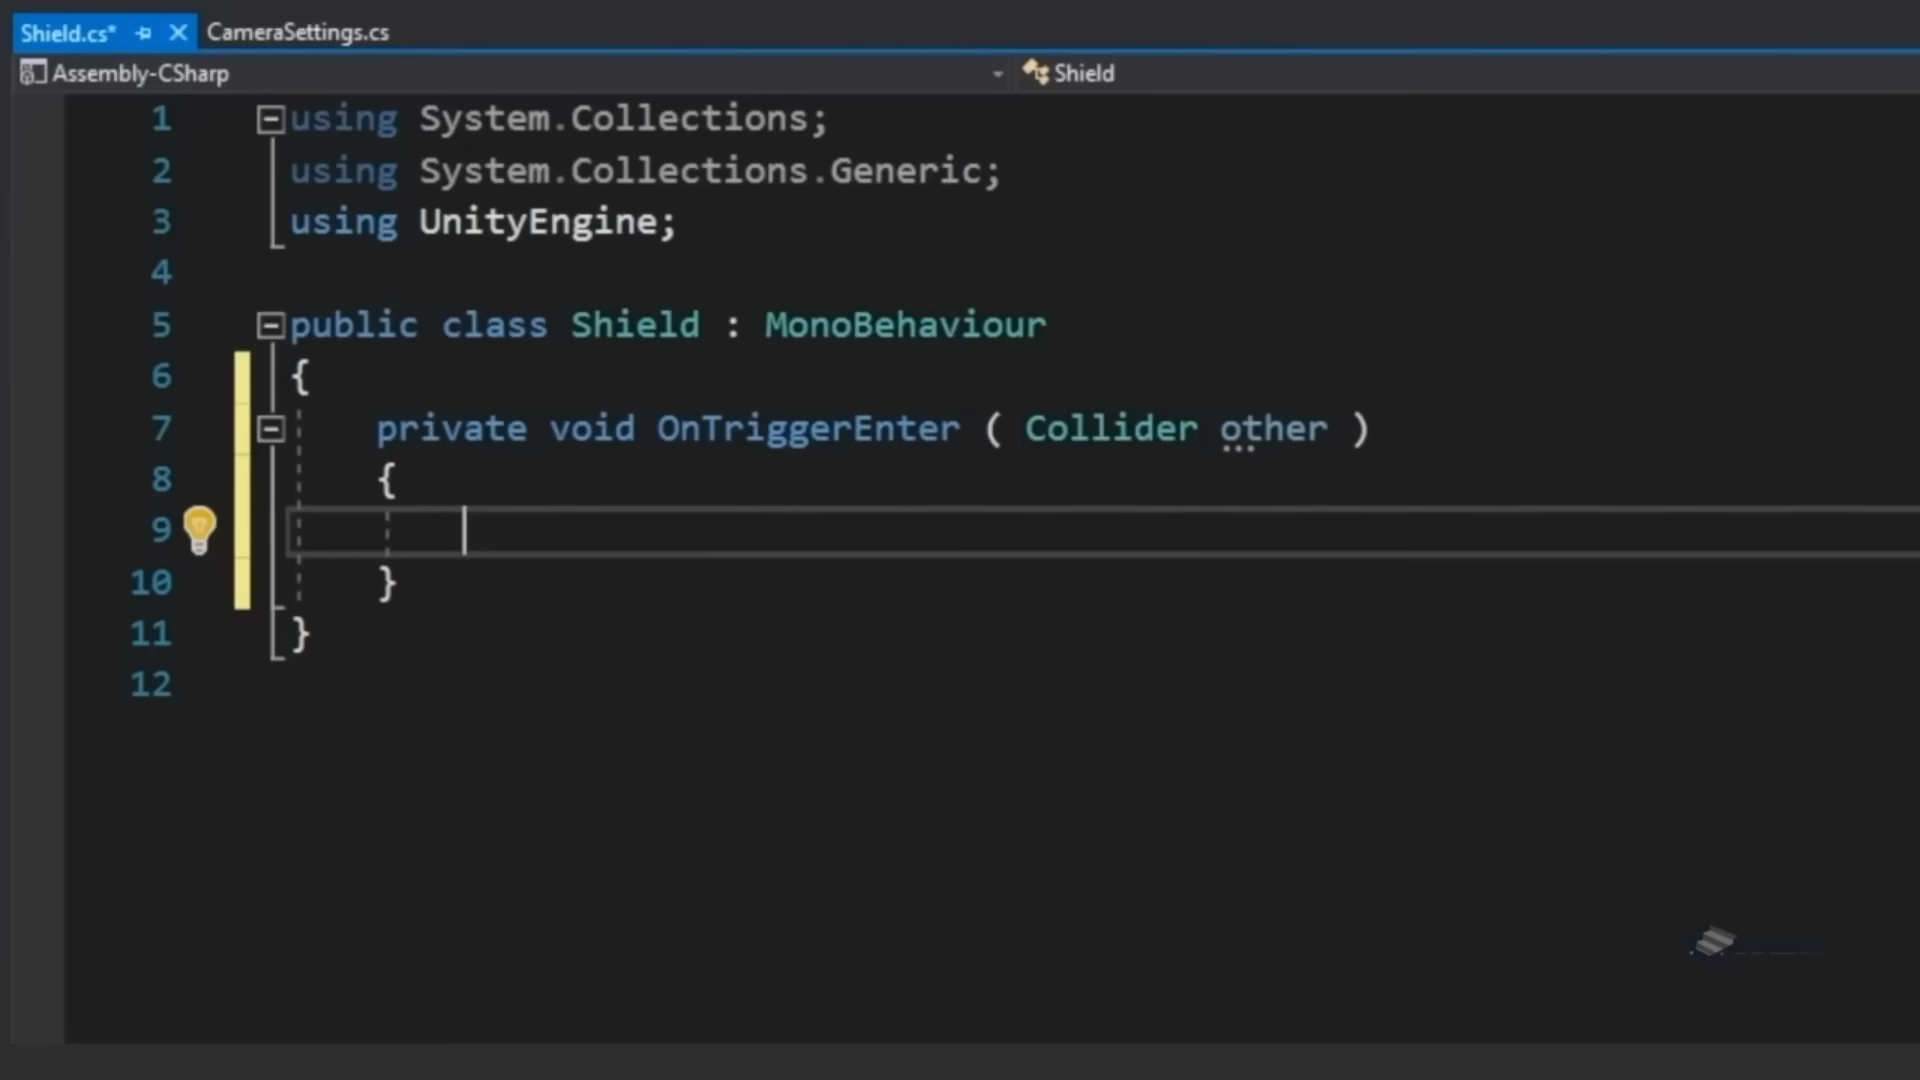 Shield.cs* CameraSettings.cs
Assembly-CSharp Shield
1 using System.Collections;
2 using System.Collections.Generic;
3 using UnityEngine;
4
5 public class Shield : MonoBehaviour
6 {
7 private void OnTriggerEnter ( Collider other )
8 {
9
10 }
11 }
12